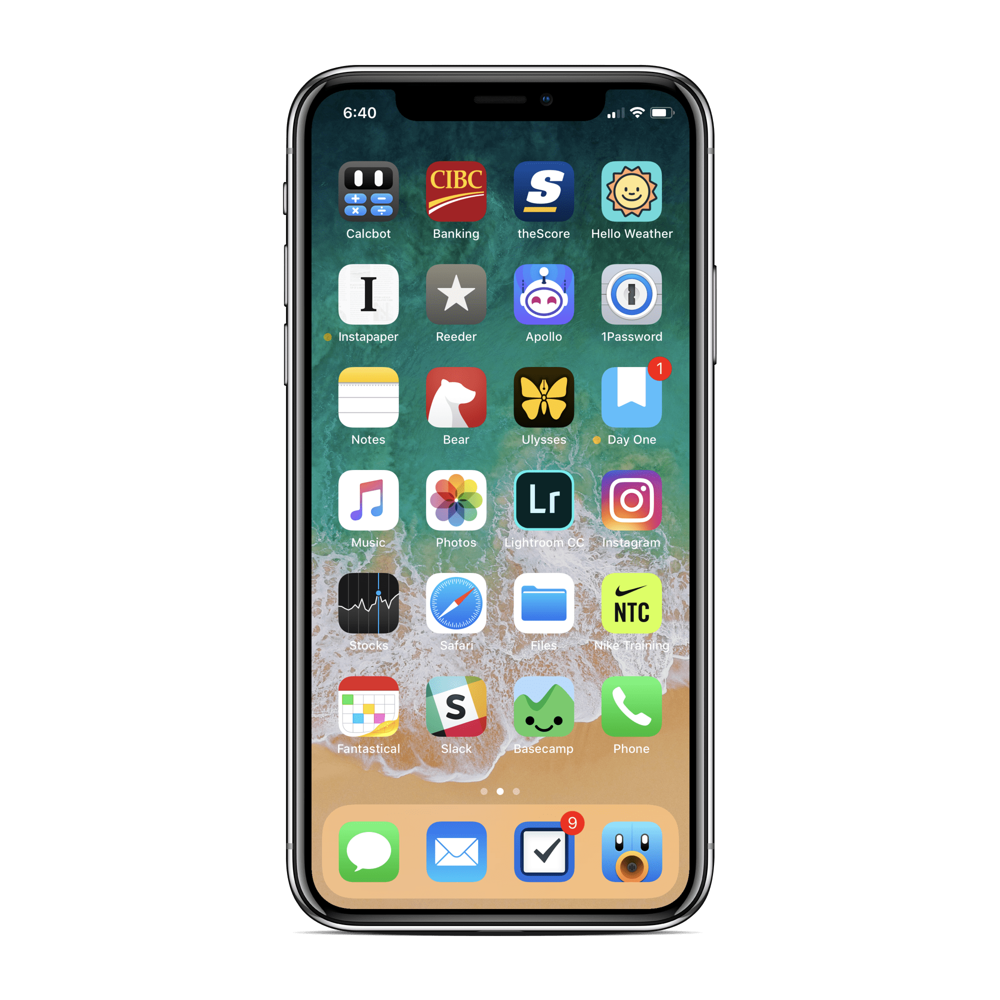 6:40
CIBC
S
Calcbot Banking theScore Hello Weather
I
Instapaper Reeder Apollo 1Password
1
Notes Bear Ulysses Day One
Lr
Music Photos Lightroom CC Instagram
NTC
Stocks Safari Files Nike Training
S
Fantastical Slack Basecamp Phone
9